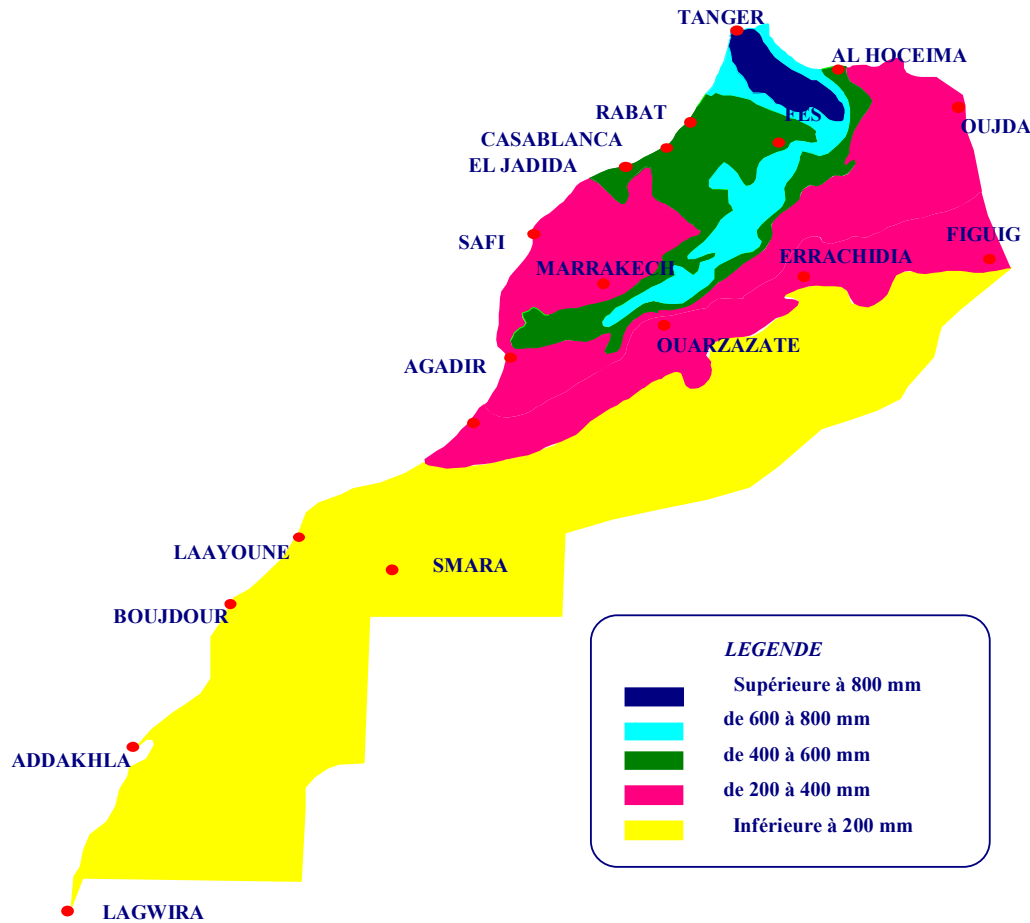 TANGER
AL HOCEIMA
RABAT
OUJDA
CASABLANCA
FES
EL JADIDA
SAFI
FIGUIG
MARRAKECH
ERRACHIDIA
OUARZAZATE
AGADIR
LAAYOUNE
SMARA
BOUJDOUR
ADDAKHLA
LAGWIRA
LEGENDE
Supérieure à 800 mm
de 600 à 800 mm
de 400 à 600 mm
de 200 à 400 mm
Inférieure à 200 mm